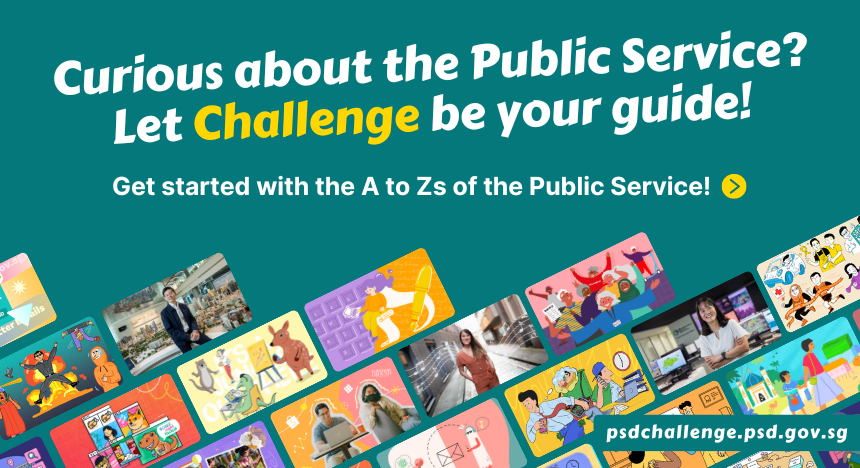 Curious about the Public Service?
Let Challenge be your guide!
Get started with the A to Zs of the Public Service!
psdchallenge.psd.gov.sg